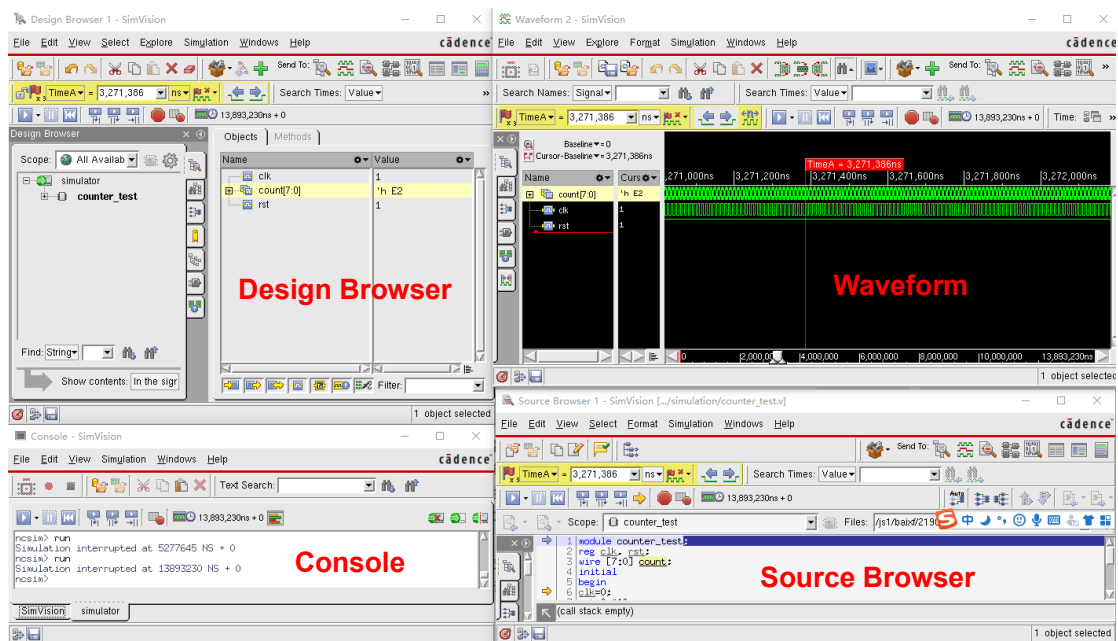 Design Browser 1 - SimVision
File Edit View Select Explore Simulation Windows Help
cādence
Send To:
TimeA = 3,271,386 ns
Search Times: Value
13,893,230ns + 0
Design Browser
Scope: All Availab
simulator
counter_test
Find: String
Show contents: In the sigr
Objects Methods
Name Value
clk 1
count[7:0] 'h E2
rst 1
Design Browser
Filter:
1 object selected
Waveform 2 - SimVision
File Edit View Explore Format Simulation Windows Help
cādence
Send To:
Search Names: Signal
Search Times: Value
TimeA = 3,271,386 ns
13,893,230ns + 0
Time:
Baseline = 0
Cursor-Baseline = 3,271,386ns
Name Curs
TimeA = 3,271,386ns
,271,000ns 3,271,200ns 3,271,400ns 3,271,600ns 3,271,800ns 3,272,000ns
count[7:0] 'h E2
clk 1
rst 1
Waveform
0 4,000,000 6,000,000 8,000,000 10,000,000 13,893,230ns
1 object selected
Console - SimVision
File Edit View Simulation Windows Help
cādence
Text Search:
13,893,230ns + 0
ncsim> run
Simulation interrupted at 5277645 NS + 0
ncsim> run
Simulation interrupted at 13893230 NS + 0
ncsim>
Console
SimVision simulator
Source Browser 1 - SimVision [.../simulation/counter_test.v]
File Edit View Select Format Simulation Windows Help
cādence
Send To:
TimeA = 3,271,386 ns
Search Times: Value
13,893,230ns + 0
Scope: counter_test
Files: /js1/baixf/2190
中
1 module counter_test;
2 reg clk, rst;
3 wire [7:0] count;
4 initial
5 begin
6 clk=0;
Source Browser
(call stack empty)
1 object selected